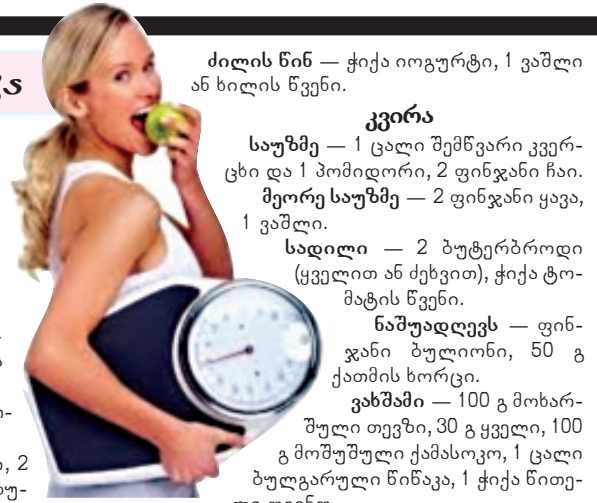 ძილის წინ — ჭიქა იოგურტი, 1 ვაშლი
ან ხილის წვენი.
კვირა
საუზმე — 1 ცალი შემწვარი კვერ-
ცხი და 1 პომიდორი, 2 ფინჯანი ჩაი.
მეორე საუზმე — 2 ფინჯანი ყავა,
1 ვაშლი.
სადილი — 2 ბუტერბროდი
(ყველით ან ძეხვით), ჭიქა ტო-
მატის წვენი.
ნაშუადღევს — ფინ-
ჯანი ბულიონი, 50 გ
ქათმის ხორცი.
ვახშამი — 100 გ მოხარ-
შული თევზი, 30 გ ყველი, 100
გ მოშუშული ქამასოკო, 1 ცალი
ბულგარული წიწაკა, 1 ჭიქა წითე-
, 2